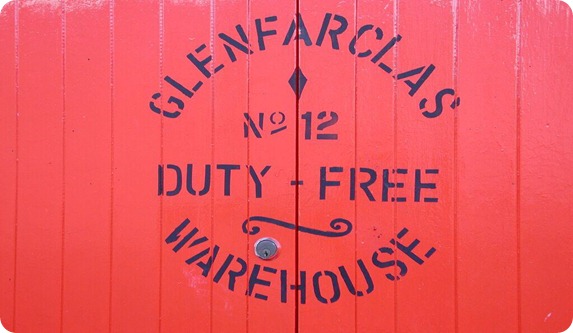 GLENFARCLAS
Nº 12
DUTY - FREE
WAREHOUSE